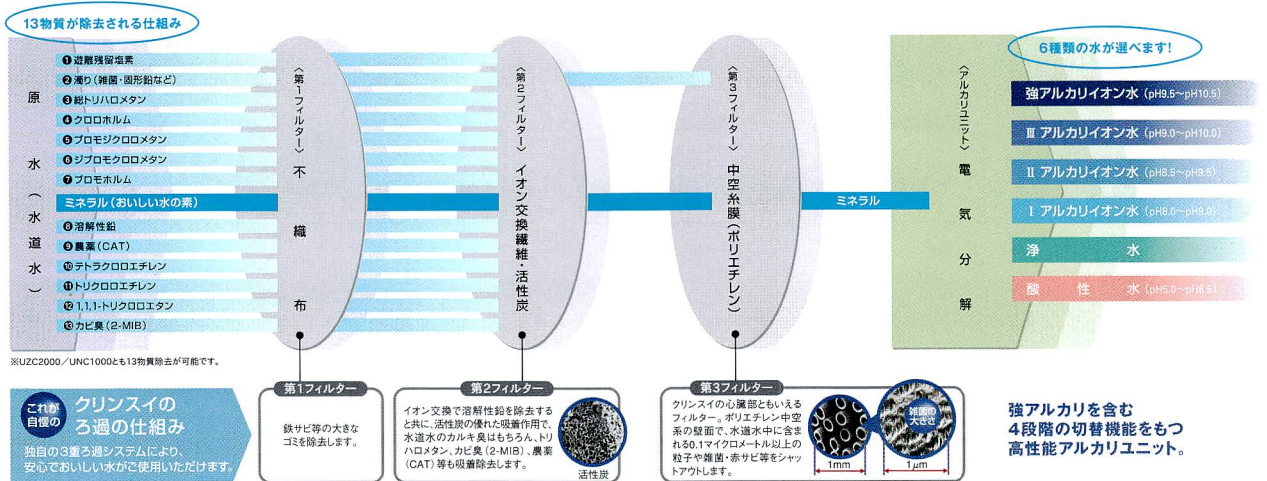 13物質が除去される仕組み
原水（水道水）
❶遊離残留塩素
❷濁り（雑菌・固形鉛など）
❸総トリハロメタン
❹クロロホルム
❺ブロモジクロロメタン
❻ジブロモクロロメタン
❼ブロモホルム
ミネラル（おいしい水の素）
❽溶解性鉛
❾農薬（CAT）
❿テトラクロロエチレン
⓫トリクロロエチレン
⓬1,1,1-トリクロロエタン
⓭カビ臭（2-MIB）
〈第1フィルター〉不織布
〈第2フィルター〉イオン交換繊維・活性炭
〈第3フィルター〉中空糸膜（ポリエチレン）
ミネラル
〈アルカリユニット〉電気分解
6種類の水が選べます!
強アルカリイオン水（pH9.5〜pH10.5）
Ⅲ アルカリイオン水（pH9.0〜pH10.0）
Ⅱ アルカリイオン水（pH8.5〜pH9.5）
Ⅰ アルカリイオン水（pH8.0〜pH9.0）
浄水
酸性水（pH5.0〜pH6.5）
※UZC2000／UNC1000とも13物質除去が可能です。
これが
自慢の
クリンスイの
ろ過の仕組み
独自の3重ろ過システムにより、
安心でおいしい水がご使用いただけます。
第1フィルター
鉄サビ等の大きな
ゴミを除去します。
第2フィルター
イオン交換で溶解性鉛を除去する
と共に、活性炭の優れた吸着作用で、
水道水のカルキ臭はもちろん、トリ
ハロメタン、カビ臭（2-MIB）、農薬
（CAT）等も吸着除去します。
活性炭
第3フィルター
クリンスイの心臓部ともいえる
フィルター。ポリエチレン中空
糸の壁面で、水道水中に含ま
れる0.1マイクロメートル以上の
粒子や雑菌・赤サビ等をシャッ
トアウトします。
1mm
雑菌の
大きさ
1μm
強アルカリを含む
4段階の切替機能をもつ
高性能アルカリユニット。